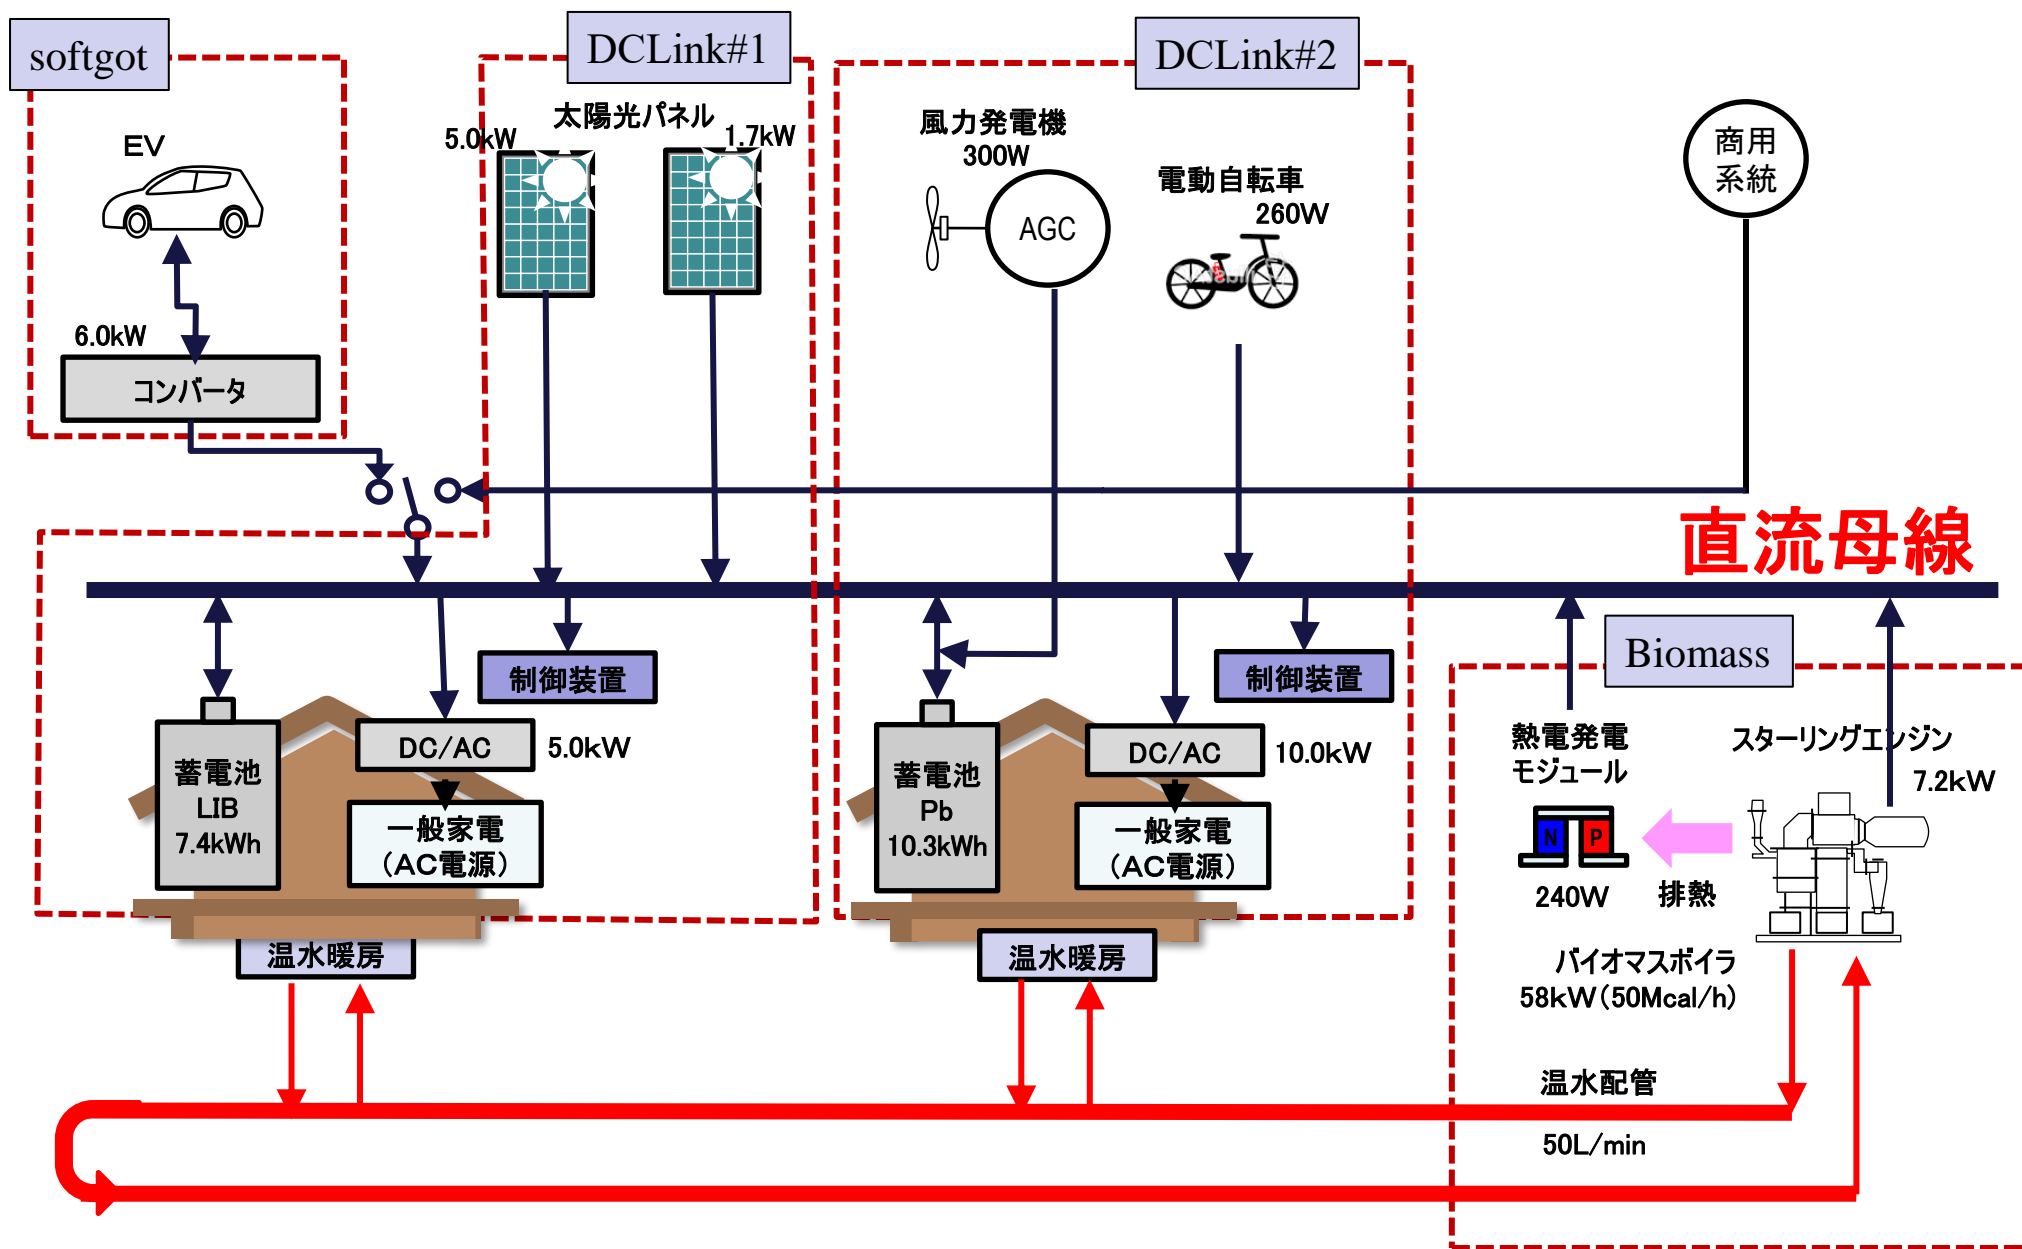 softgot
DCLink#1
DCLink#2
EV
6.0kW
コンバータ
太陽光パネル
5.0kW
1.7kW
風力発電機
300W
AGC
電動自転車
260W
商用
系統
直流母線
制御装置
蓄電池
LIB
7.4kWh
DC/AC
5.0kW
一般家電
(AC電源)
温水暖房
制御装置
蓄電池
Pb
10.3kWh
DC/AC
10.0kW
一般家電
(AC電源)
温水暖房
Biomass
熱電発電
モジュール
N
P
240W
排熱
スターリングエンジン
7.2kW
バイオマスボイラ
58kW(50Mcal/h)
温水配管
50L/min